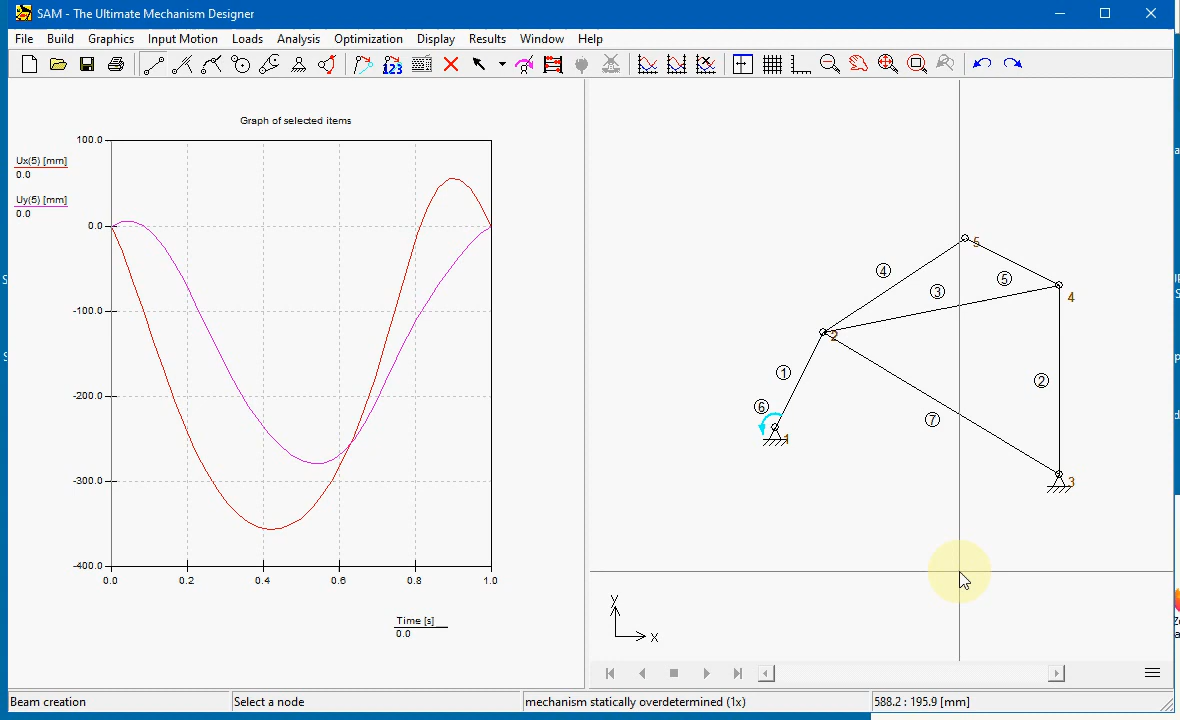 SAM - The Ultimate Mechanism Designer
File Build Graphics Input Motion Loads Analysis Optimization Display Results Window Help
123
Graph of selected items
Ux(5) [mm]
0.0
Uy(5) [mm]
0.0
100.0
0.0
-100.0
-200.0
-300.0
-400.0
0.0 0.2 0.4 0.6 0.8 1.0
Time [s]
0.0
5
4
5
3
4
2
1
2
6
7
1
3
y
x
Beam creation Select a node mechanism statically overdetermined (1x) 588.2 : 195.9 [mm]